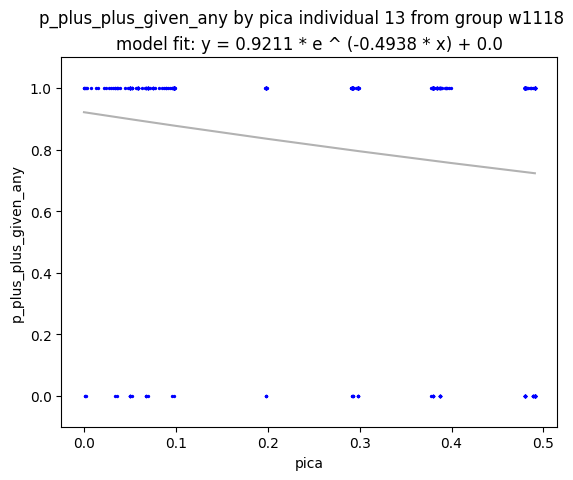 p_plus_plus_given_any by pica individual 13 from group w1118
model fit: y = 0.9211 * e ^ (-0.4938 * x) + 0.0
p_plus_plus_given_any
1.0
0.8
0.6
0.4
0.2
0.0
0.0 0.1 0.2 0.3 0.4 0.5
pica